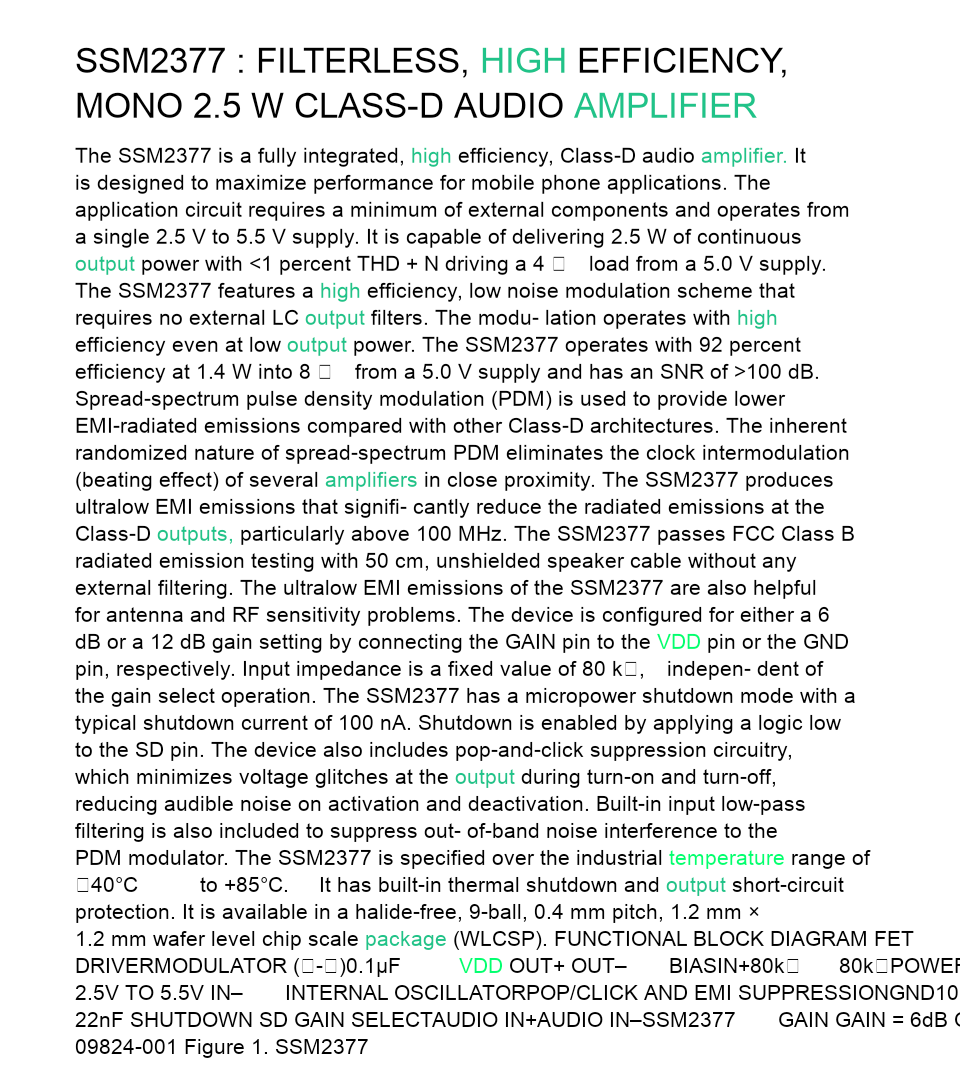 SSM2377 : FILTERLESS, HIGH EFFICIENCY,
MONO 2.5 W CLASS-D AUDIO AMPLIFIER
The SSM2377 is a fully integrated, high efficiency, Class-D audio amplifier. It
is designed to maximize performance for mobile phone applications. The
application circuit requires a minimum of external components and operates from
a single 2.5 V to 5.5 V supply. It is capable of delivering 2.5 W of continuous
output power with <1 percent THD + N driving a 4 □ load from a 5.0 V supply.
The SSM2377 features a high efficiency, low noise modulation scheme that
requires no external LC output filters. The modu- lation operates with high
efficiency even at low output power. The SSM2377 operates with 92 percent
efficiency at 1.4 W into 8 □ from a 5.0 V supply and has an SNR of >100 dB.
Spread-spectrum pulse density modulation (PDM) is used to provide lower
EMI-radiated emissions compared with other Class-D architectures. The inherent
randomized nature of spread-spectrum PDM eliminates the clock intermodulation
(beating effect) of several amplifiers in close proximity. The SSM2377 produces
ultralow EMI emissions that signifi- cantly reduce the radiated emissions at the
Class-D outputs, particularly above 100 MHz. The SSM2377 passes FCC Class B
radiated emission testing with 50 cm, unshielded speaker cable without any
external filtering. The ultralow EMI emissions of the SSM2377 are also helpful
for antenna and RF sensitivity problems. The device is configured for either a 6
dB or a 12 dB gain setting by connecting the GAIN pin to the VDD pin or the GND
pin, respectively. Input impedance is a fixed value of 80 k□, indepen- dent of
the gain select operation. The SSM2377 has a micropower shutdown mode with a
typical shutdown current of 100 nA. Shutdown is enabled by applying a logic low
to the SD pin. The device also includes pop-and-click suppression circuitry,
which minimizes voltage glitches at the output during turn-on and turn-off,
reducing audible noise on activation and deactivation. Built-in input low-pass
filtering is also included to suppress out- of-band noise interference to the
PDM modulator. The SSM2377 is specified over the industrial temperature range of
□40°C to +85°C. It has built-in thermal shutdown and output short-circuit
protection. It is available in a halide-free, 9-ball, 0.4 mm pitch, 1.2 mm ×
1.2 mm wafer level chip scale package (WLCSP). FUNCTIONAL BLOCK DIAGRAM FET
DRIVERMODULATOR (□-□)0.1µF VDD OUT+ OUT– BIASIN+80k□ 80k□POWER
2.5V TO 5.5V IN– INTERNAL OSCILLATORPOP/CLICK AND EMI SUPPRESSIONGND10
22nF SHUTDOWN SD GAIN SELECTAUDIO IN+AUDIO IN–SSM2377 GAIN GAIN = 6dB
09824-001 Figure 1. SSM2377